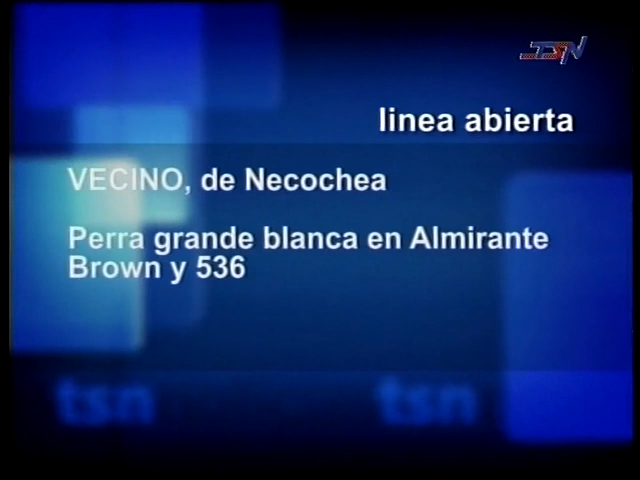 TSN
linea abierta
VECINO, de Necochea
Perra grande blanca en Almirante
Brown y 536
tsn tsn